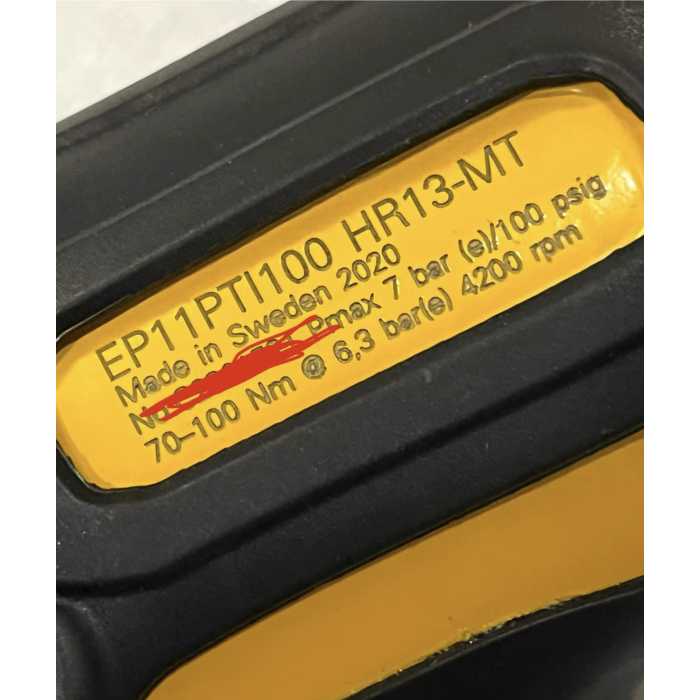 EP11PTI100 HR13-MT
Made in Sweden 2020
No Pmax 7 bar (e)/100 psig
70-100 Nm @ 6,3 bar(e) 4200 rpm